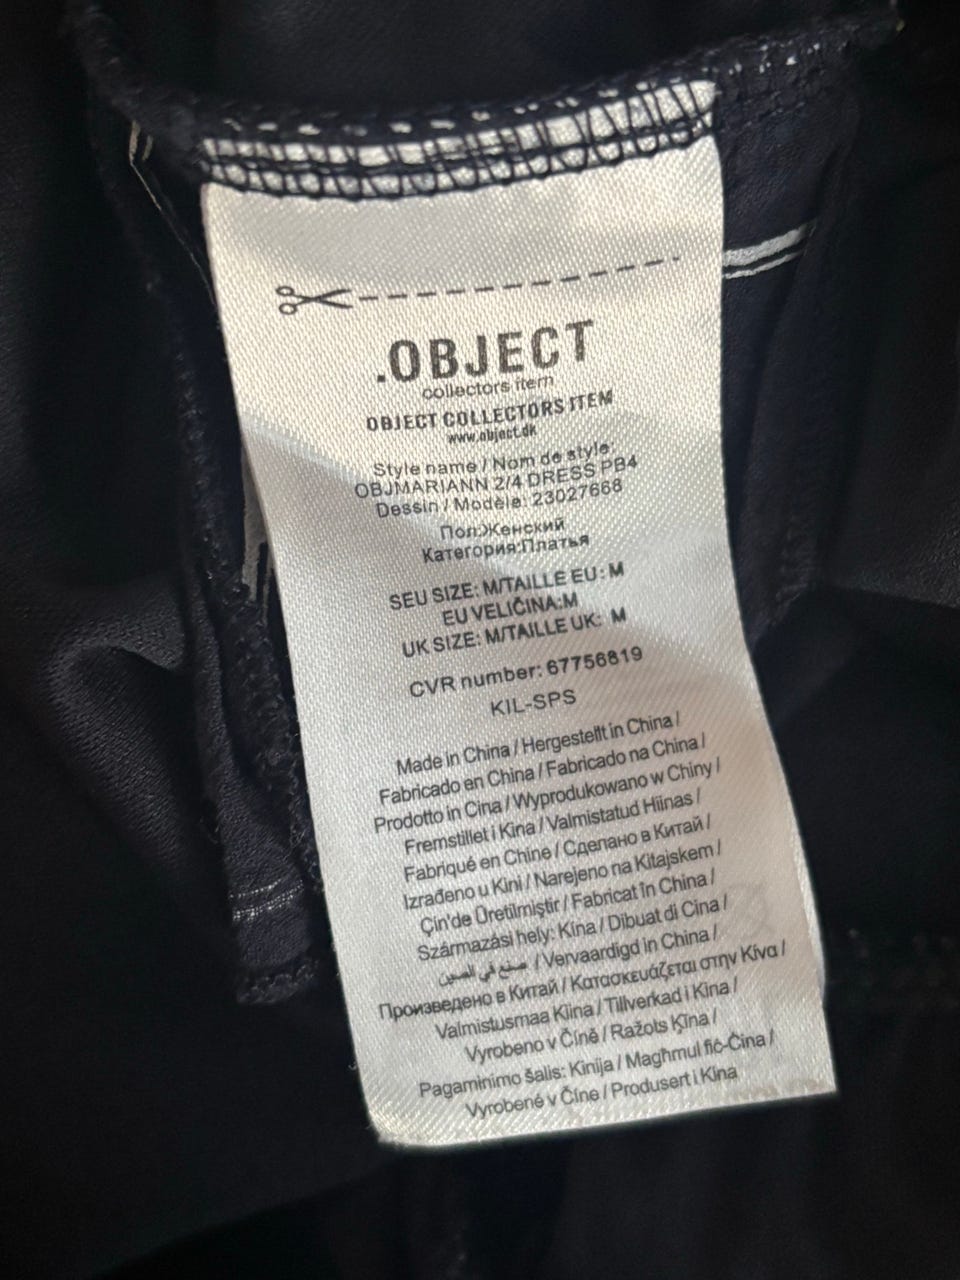 .OBJECT
collectors item
OBJECT COLLECTORS ITEM
www.object.dk
Style name / Nom de style:
OBJMARIANN 2/4 DRESS PB4
Dessin / Modèle: 23027668
Пол:Женский
Категория:Платья
SEU SIZE: M/TAILLE EU: M
EU VELIČINA:M
UK SIZE: M/TAILLE UK: M
CVR number: 67756819
KIL-SPS
Made in China / Hergestellt in China /
Fabricado en China / Fabricado na China /
Prodotto in Cina / Wyprodukowano w Chiny /
Fremstillet i Kina / Valmistatud Hiinas /
Fabriqué en Chine / Сделано в Китай /
Izrađeno u Kini / Narejeno na Kitajskem /
Çin'de Üretilmiştir / Fabricat în China /
Származási hely: Kína / Dibuat di Cina /
صنع في الصين / Vervaardigd in China /
Произведено в Китай / Κατασκευάζεται στην Κίνα /
Valmistusmaa Kiina / Tillverkad i Kina /
Vyrobeno v Číně / Ražots Ķīna /
Pagaminimo šalis: Kinija / Magħmul fiċ-Ċina /
Vyrobené v Číne / Produsert i Kina